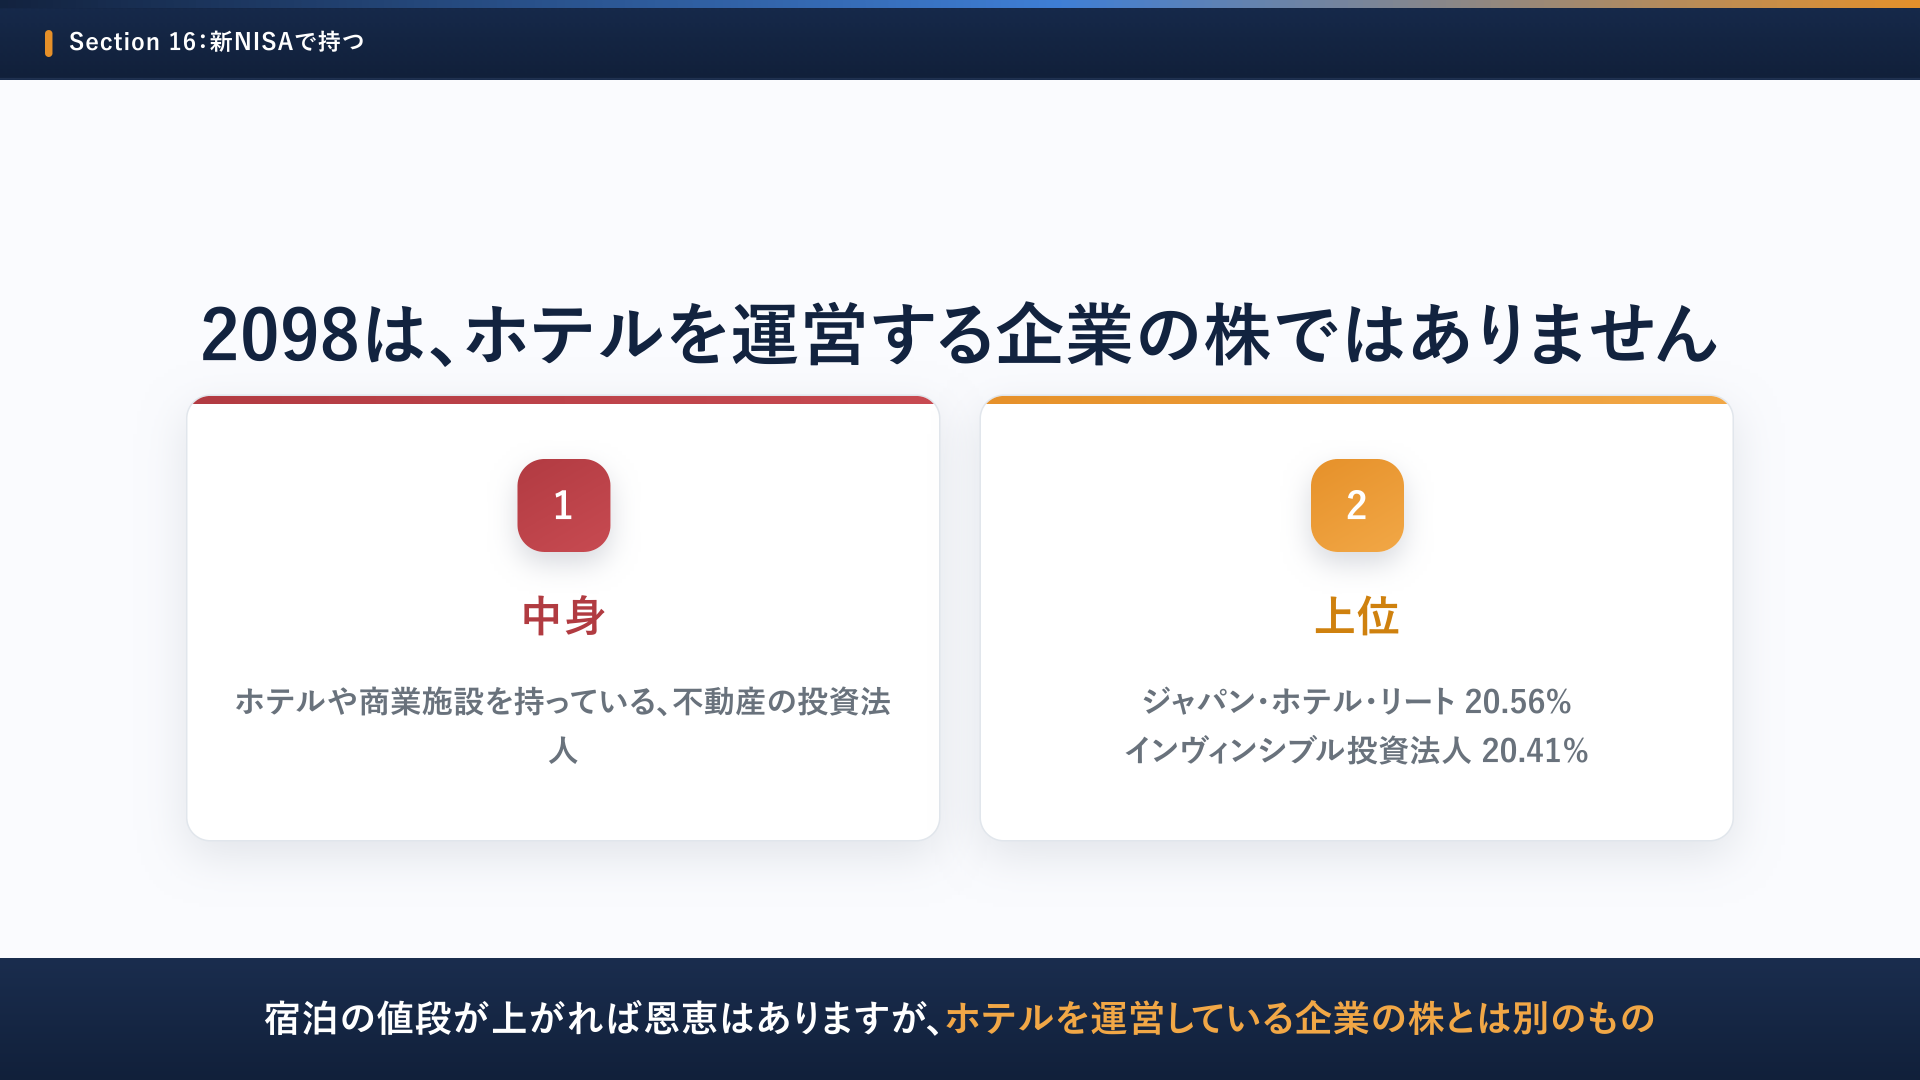 Section 16：新NISAで持つ
2098は、ホテルを運営する企業の株ではありません
1
中身
ホテルや商業施設を持っている、不動産の投資法
人
2
上位
ジャパン・ホテル・リート 20.56%
インヴィンシブル投資法人 20.41%
宿泊の値段が上がれば恩恵はありますが、ホテルを運営している企業の株とは別のもの